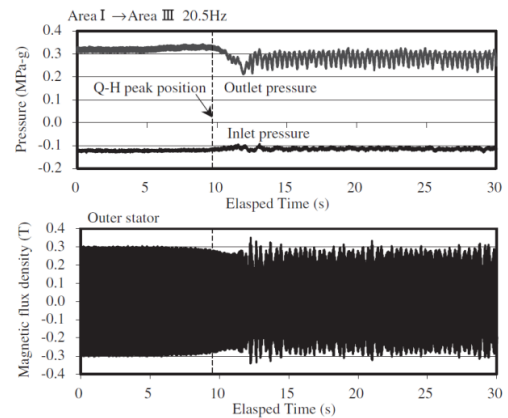 Area I → Area III 20.5Hz
Pressure (MPa-g)
0.4
0.3
0.2
0.1
0.0
-0.1
-0.2
Q-H peak position
Outlet pressure
Inlet pressure
0 5 10 15 20 25 30
Elasped Time (s)
Outer stator
Magnetic flux density (T)
0.4
0.3
0.2
0.1
0.0
-0.1
-0.2
-0.3
-0.4
0 5 10 15 20 25 30
Elasped Time (s)